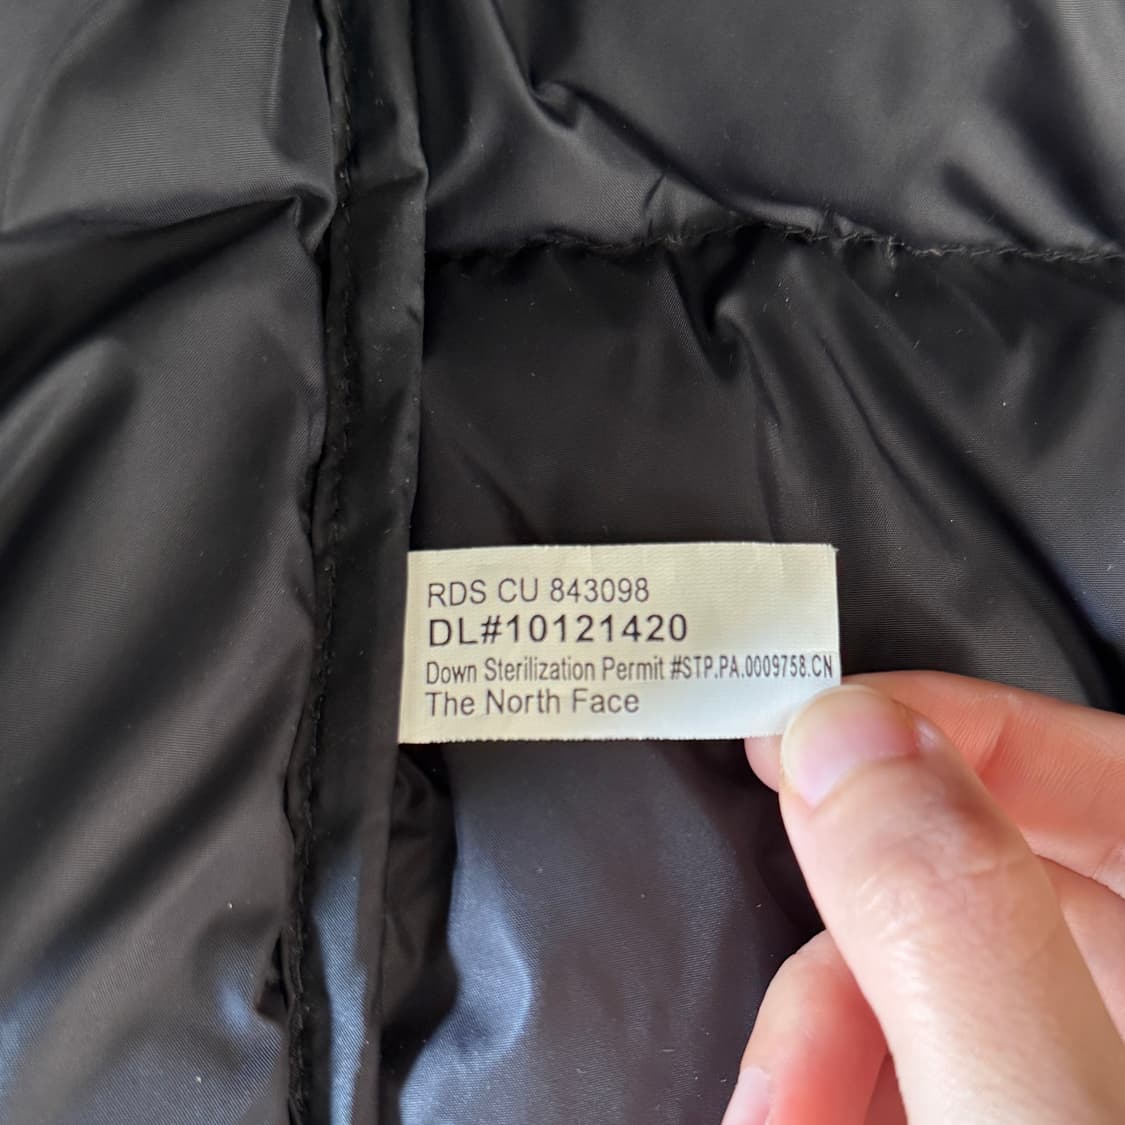 RDS CU 843098
DL#10121420
Down Sterilization Permit #STP.PA.0009758.CN
The North Face